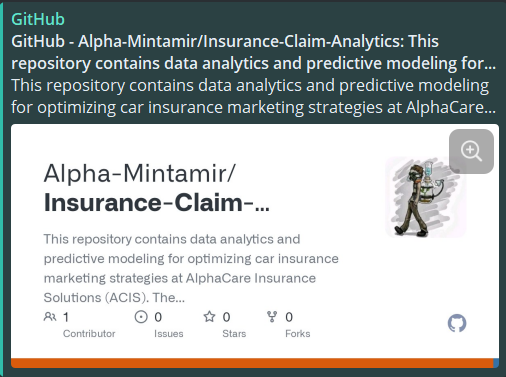 GitHub
GitHub - Alpha-Mintamir/Insurance-Claim-Analytics: This
repository contains data analytics and predictive modeling for...
This repository contains data analytics and predictive modeling
for optimizing car insurance marketing strategies at AlphaCare...
Alpha-Mintamir/
Insurance-Claim-...
This repository contains data analytics and
predictive modeling for optimizing car insurance
marketing strategies at AlphaCare Insurance
Solutions (ACIS). The...
1 0 0 0
Contributor Issues Stars Forks